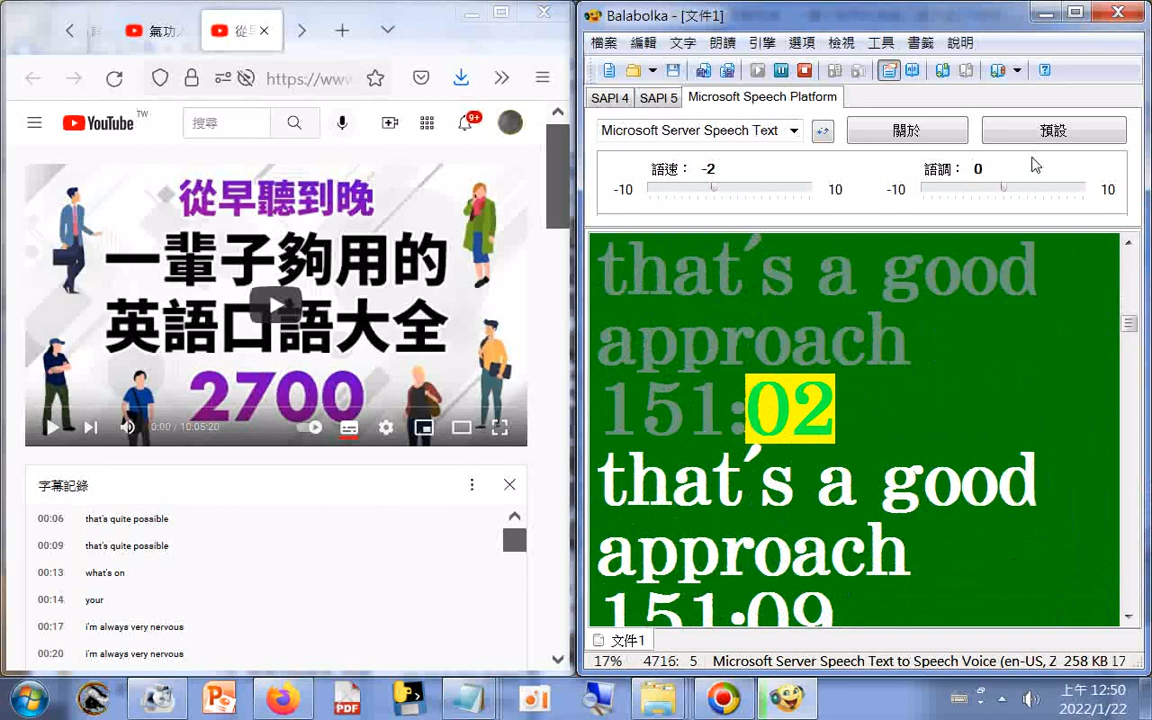 氣功
從
https://www
YouTube TW
搜尋
9+
從早聽到晚
一輩子夠用的
英語口語大全
2700
0:00 / 10:05:20
字幕記錄
00:06 that's quite possible
00:09 that's quite possible
00:13 what's on
00:14 your
00:17 i'm always very nervous
00:20 i'm always very nervous
Balabolka - [文件1]
檔案 編輯 文字 朗讀 引擎 選項 檢視 工具 書籤 說明
SAPI 4 SAPI 5 Microsoft Speech Platform
Microsoft Server Speech Text 關於 預設
語速： -2 語調： 0
-10 10 -10 10
that's a good
approach
151:02
that's a good
approach
151:09
文件1
17% 4716: 5 Microsoft Server Speech Text to Speech Voice (en-US, Z 258 KB 17
PDF
上午 12:50
2022/1/22